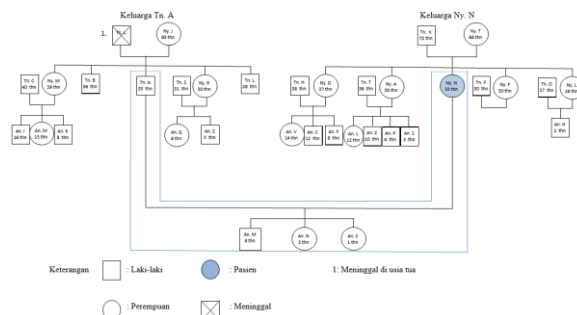 Keluarga Tn. A
Keluarga Ny. N
1.
Ny. J
69 thn
Tn. K
72 thn
Ny. T
66 thn
Tn. C
40 thn
Ny. M
39 thn
Tn. B
36 thn
Tn. A
35 thn
Tn. S
31 thn
Ny. H
30 thn
Tn. L
28 thn
Tn. H
38 thn
Ny. D
37 thn
Tn. T
36 thn
Ny. A
35 thn
Ny. N
33 thn
Tn. P
30 thn
Ny. F
30 thn
Tn. O
27 thn
Ny. L
26 thn
An. I
16 thn
An. M
13 thn
An. K
8 thn
An. G
6 thn
An. Z
3 thn
An. V
14 thn
An. C
12 thn
An. F
8 thn
An. L
12 thn
An. Z
10 thn
An. R
6 thn
An. S
3 thn
An. H
2 thn
An. M
8 thn
An. N
3 thn
An. S
1 thn
Keterangan
: Laki-laki
: Pasien
1: Meninggal di usia tua
: Perempuan
: Meninggal